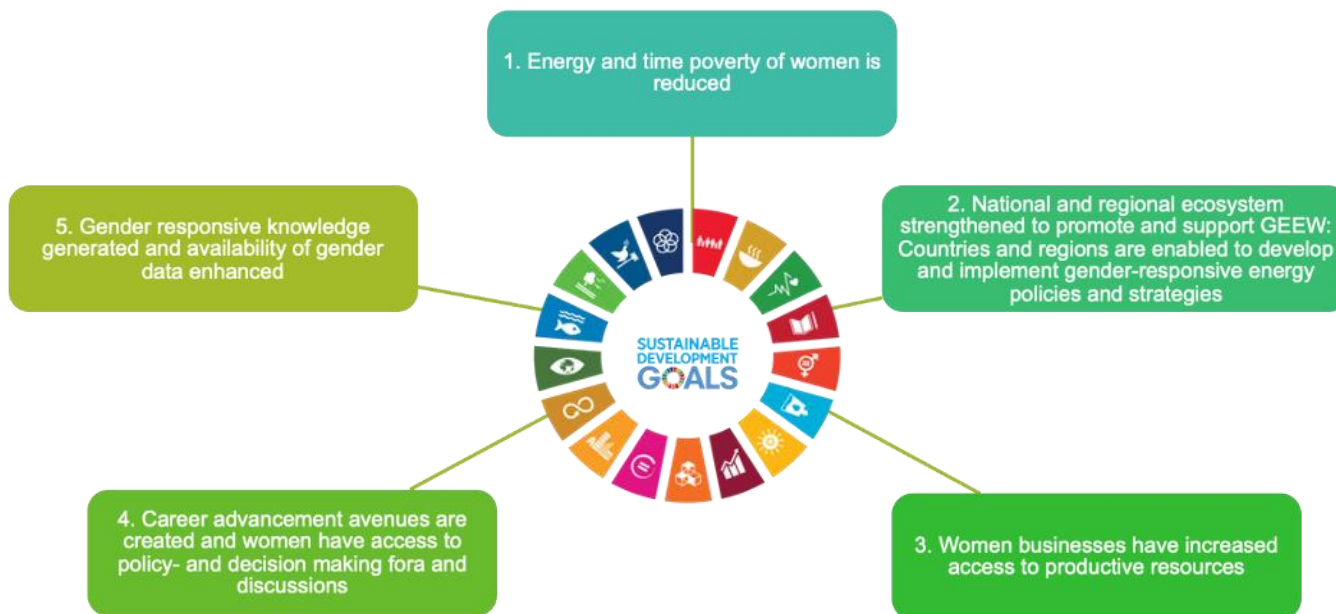 1. Energy and time poverty of women is
reduced
5. Gender responsive knowledge
generated and availability of gender
data enhanced
2. National and regional ecosystem
strengthened to promote and support GEEW:
Countries and regions are enabled to develop
and implement gender-responsive energy
policies and strategies
SUSTAINABLE
DEVELOPMENT
GOALS
4. Career advancement avenues are
created and women have access to
policy- and decision making fora and
discussions
3. Women businesses have increased
access to productive resources